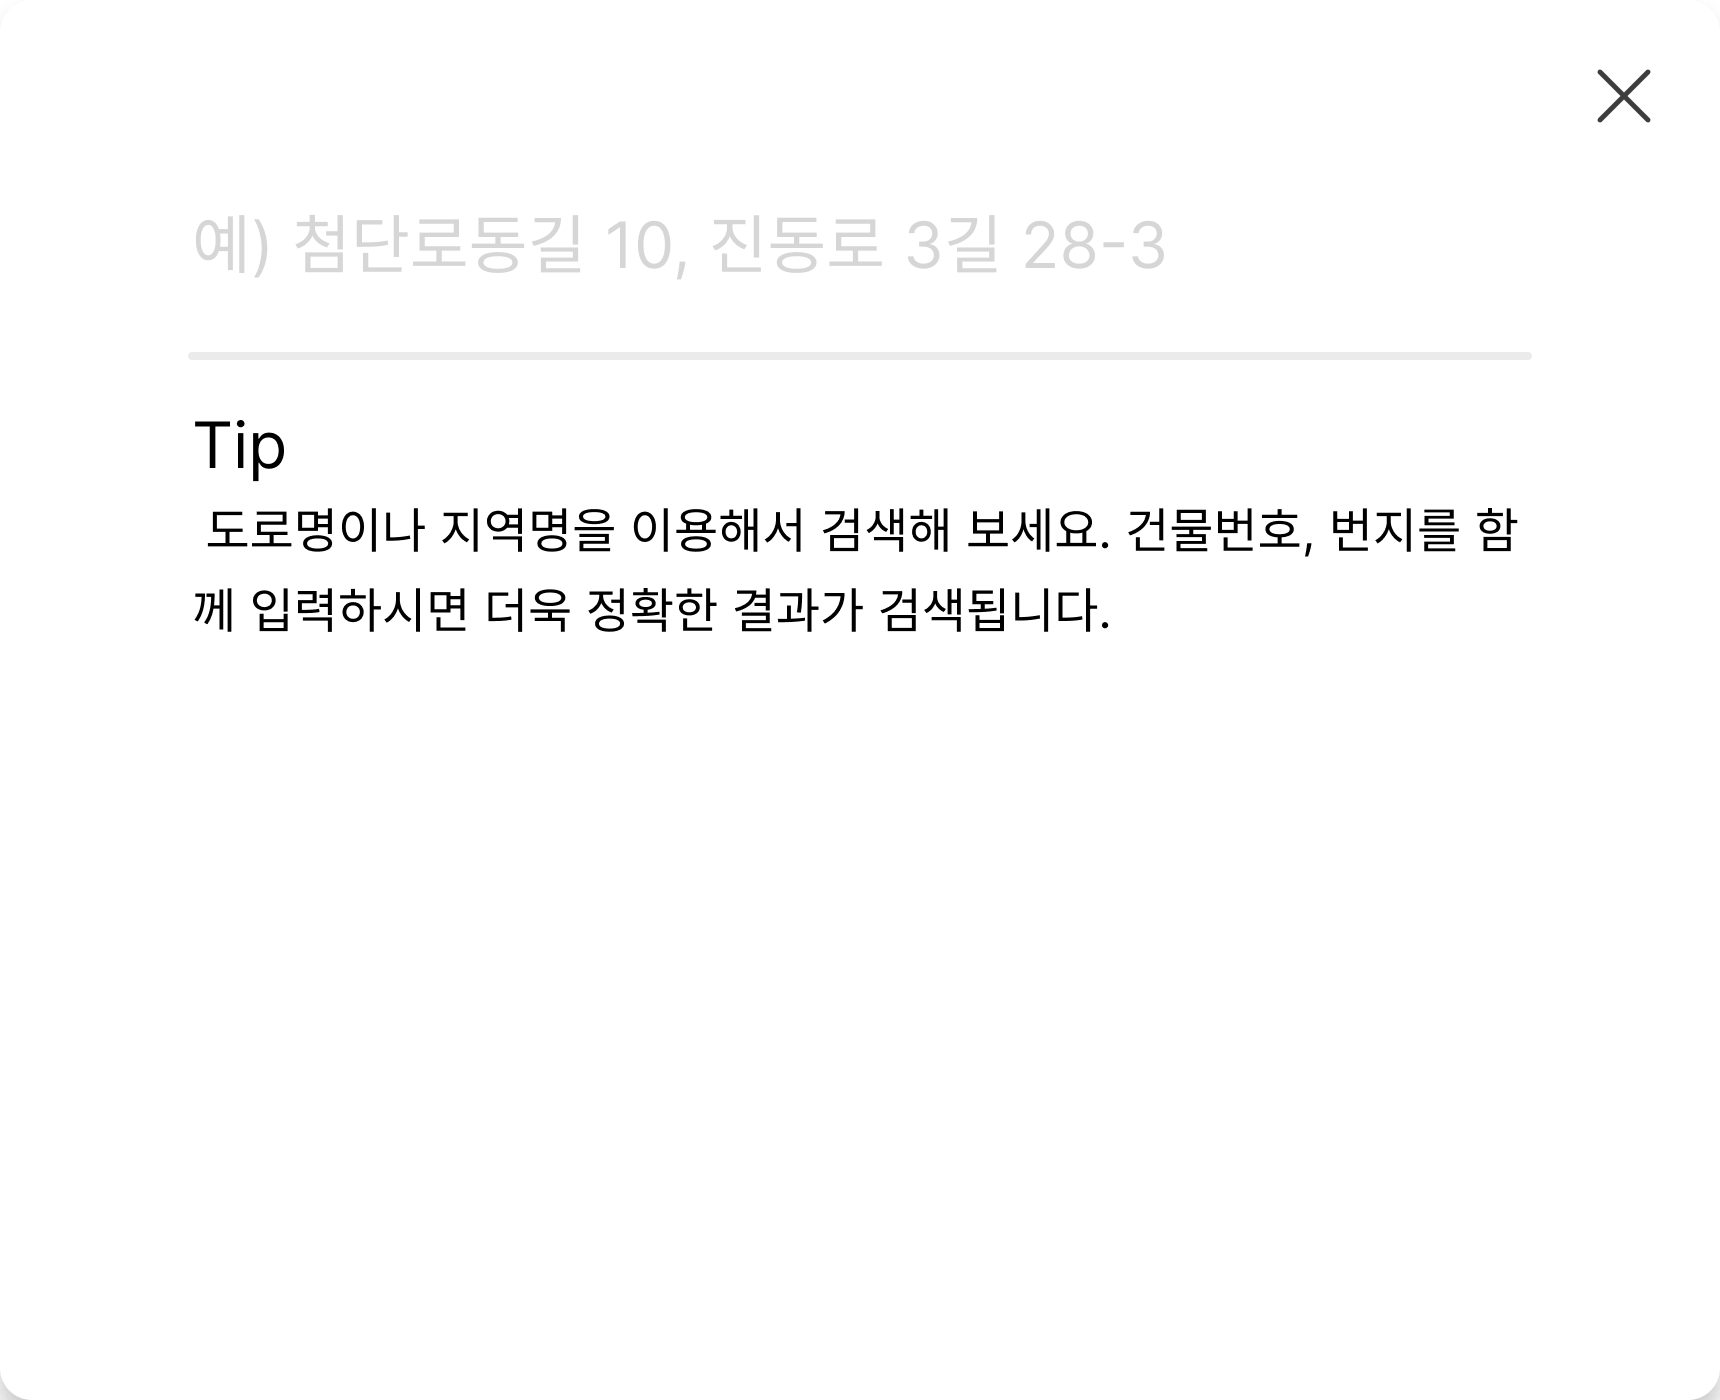 예) 첨단로동길 10, 진동로 3길 28-3
Tip
도로명이나 지역명을 이용해서 검색해 보세요. 건물번호, 번지를 함
께 입력하시면 더욱 정확한 결과가 검색됩니다.